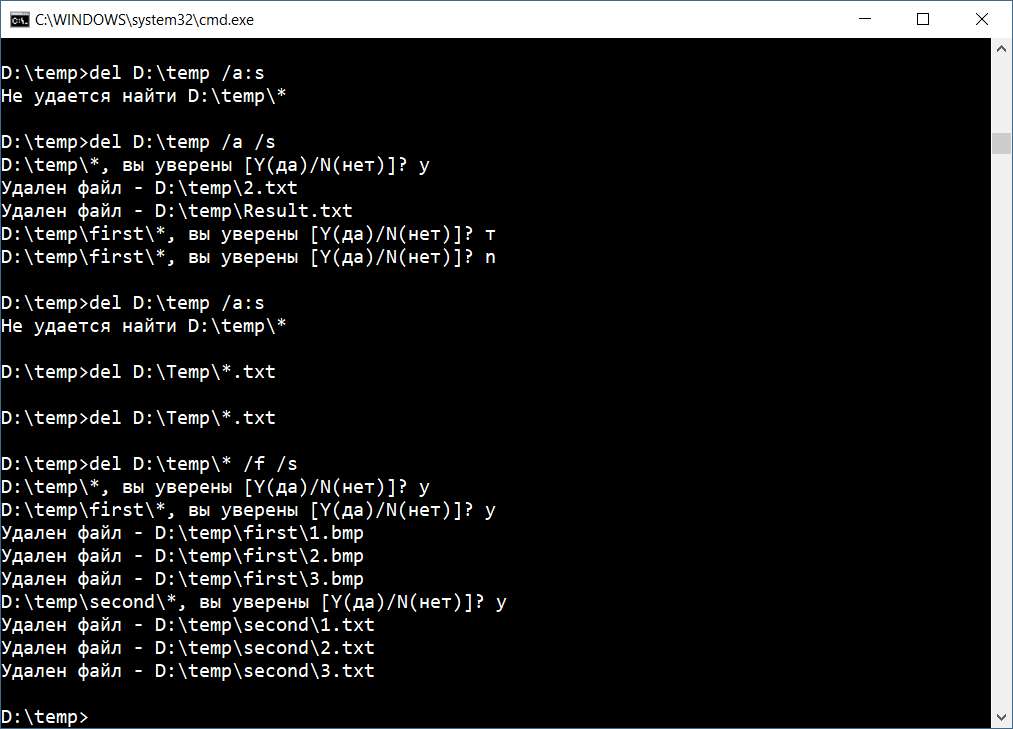 C:\WINDOWS\system32\cmd.exe
D:\temp>del D:\temp /a:s
Не удается найти D:\temp\*
D:\temp>del D:\temp /a /s
D:\temp\*, вы уверены [Y(да)/N(нет)]? y
Удален файл - D:\temp\2.txt
Удален файл - D:\temp\Result.txt
D:\temp\first\*, вы уверены [Y(да)/N(нет)]? т
D:\temp\first\*, вы уверены [Y(да)/N(нет)]? n
D:\temp>del D:\temp /a:s
Не удается найти D:\temp\*
D:\temp>del D:\Temp\*.txt
D:\temp>del D:\Temp\*.txt
D:\temp>del D:\temp\* /f /s
D:\temp\*, вы уверены [Y(да)/N(нет)]? y
D:\temp\first\*, вы уверены [Y(да)/N(нет)]? y
Удален файл - D:\temp\first\1.bmp
Удален файл - D:\temp\first\2.bmp
Удален файл - D:\temp\first\3.bmp
D:\temp\second\*, вы уверены [Y(да)/N(нет)]? y
Удален файл - D:\temp\second\1.txt
Удален файл - D:\temp\second\2.txt
Удален файл - D:\temp\second\3.txt
D:\temp>